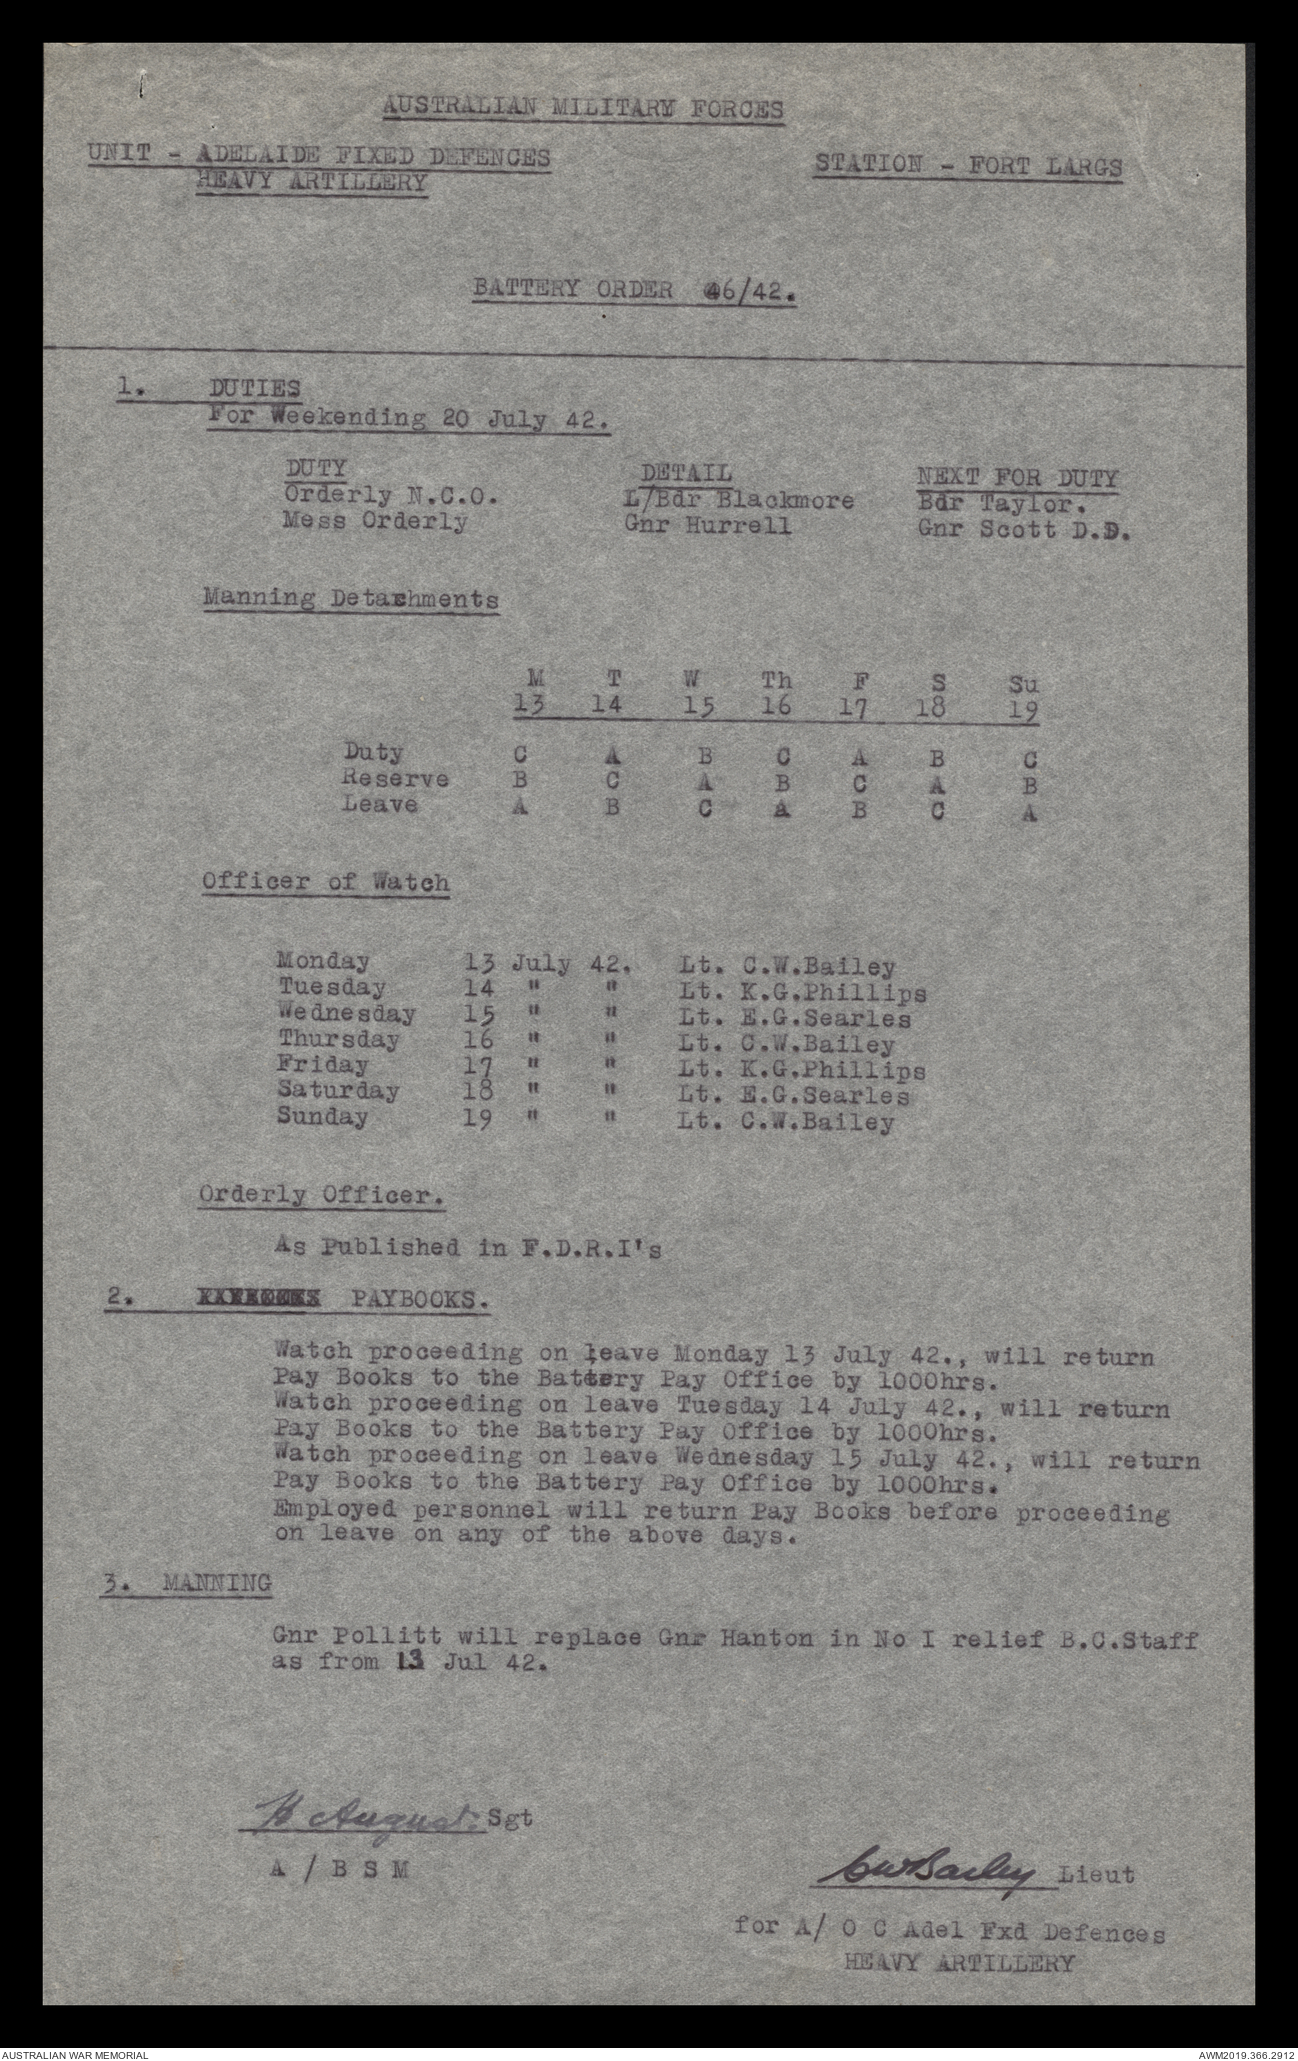 AUSTRALIAN MILITARY FORCES
UNIT - ADELAIDE FIXED DEFENCES STATION - FORT LARGS
HEAVY ARTILLERY
BATTERY ORDER 46/42.
1. DUTIES
For Weekending 20 July 42.
DUTY DETAIL NEXT FOR DUTY
Orderly N.C.O. L/Bdr Blackmore Bdr Taylor.
Mess Orderly Gnr Hurrell Gnr Scott D.D.
Manning Detachments
M T W Th F S Su
13 14 15 16 17 18 19
Duty C A B C A B C
Reserve B C A B C A B
Leave A B C A B C A
Officer of Watch
Monday 13 July 42. Lt. C.W.Bailey
Tuesday 14 " " Lt. K.G.Phillips
Wednesday 15 " " Lt. E.G.Searles
Thursday 16 " " Lt. C.W.Bailey
Friday 17 " " Lt. K.G.Phillips
Saturday 18 " " Lt. E.G.Searles
Sunday 19 " " Lt. C.W.Bailey
Orderly Officer.
As Published in F.D.R.I's
2. PAYBOOKS.
Watch proceeding on leave Monday 13 July 42., will return
Pay Books to the Battery Pay Office by 1000hrs.
Watch proceeding on leave Tuesday 14 July 42., will return
Pay Books to the Battery Pay Office by 1000hrs.
Watch proceeding on leave Wednesday 15 July 42., will return
Pay Books to the Battery Pay Office by 1000hrs.
Employed personnel will return Pay Books before proceeding
on leave on any of the above days.
3. MANNING
Gnr Pollitt will replace Gnr Hanton in No I relief B.C.Staff
as from 13 Jul 42.
August. Sgt
A / B S M
CWBailey Lieut
for A/ O C Adel Fxd Defences
HEAVY ARTILLERY
AUSTRALIAN WAR MEMORIAL AWM2019.366.2912